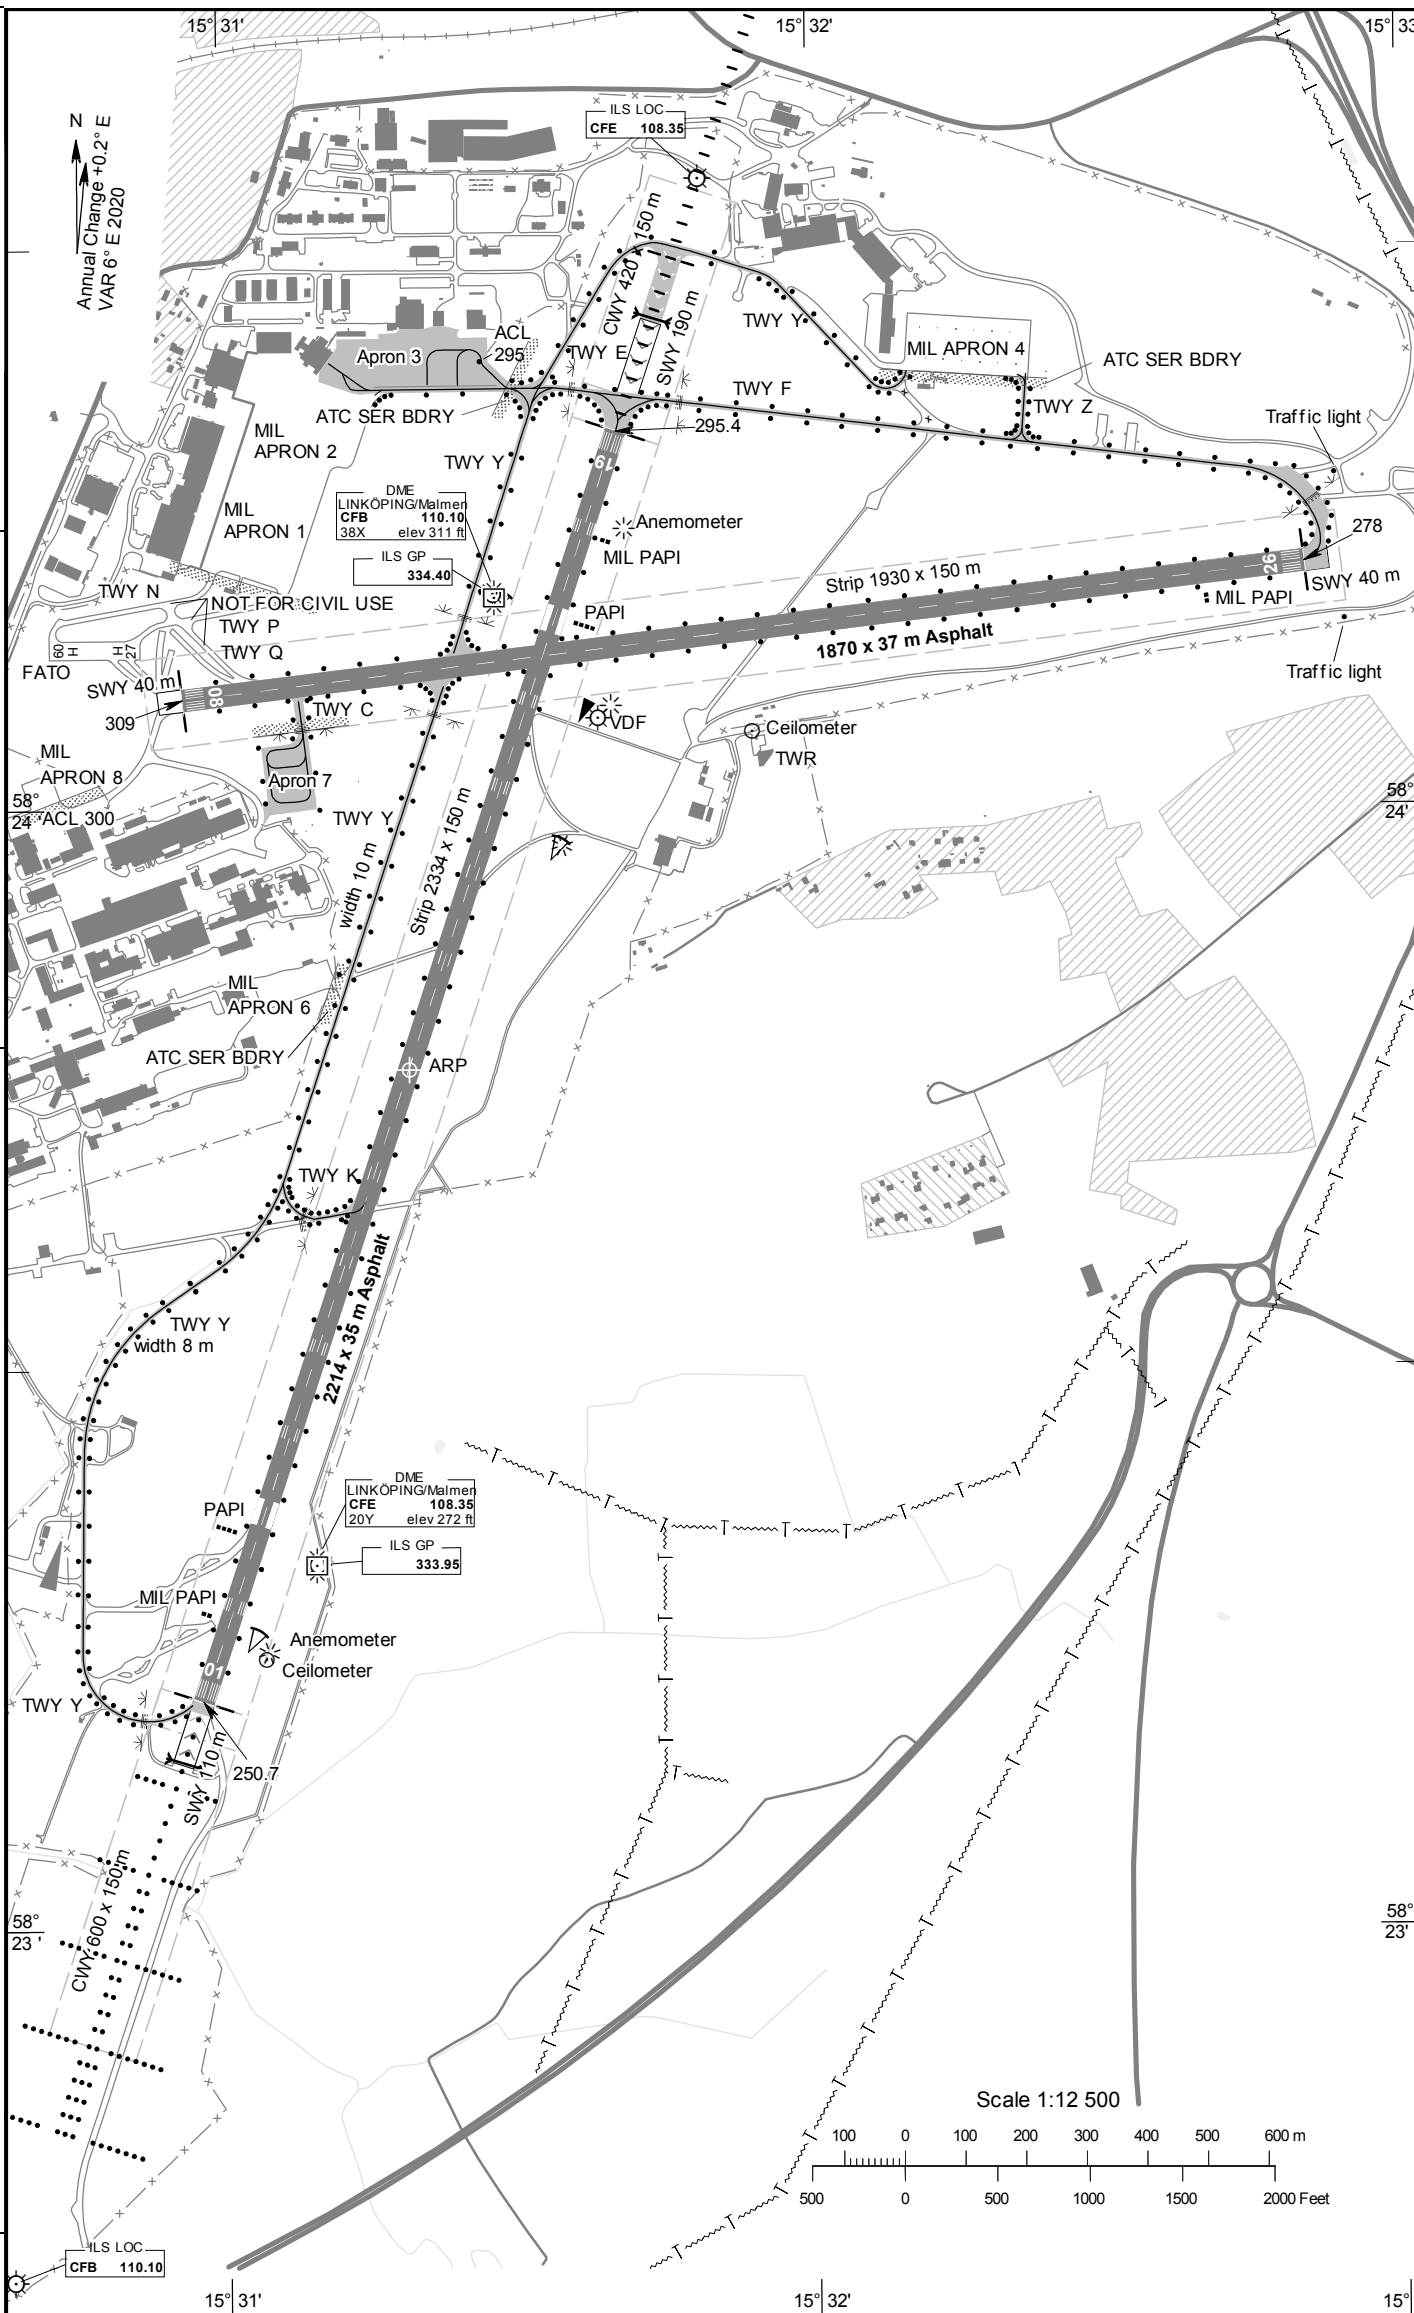 15° 31'
15° 32'
15° 33
N
Annual Change +0.2° E
VAR 6° E 2020
ILS LOC
CFE 108.35
CWY 420 x 150 m
SWY 190 m
TWY Y
MIL APRON 4
ATC SER BDRY
ACL
295
Apron 3
TWY E
TWY F
TWY Z
ATC SER BDRY
295.4
Traffic light
MIL
APRON 2
TWY Y
19
DME
LINKÖPING/Malmen
CFB 110.10
38X elev 311 ft
MIL
APRON 1
Anemometer
278
MIL PAPI
ILS GP
334.40
26
Strip 1930 x 150 m
SWY 40 m
TWY N
NOT FOR CIVIL USE
MIL PAPI
PAPI
TWY P
1870 x 37 m Asphalt
60
H
H
27
TWY Q
FATO
Traffic light
SWY 40 m
08
309
TWY C
VDF
Ceilometer
MIL
APRON 8
TWR
Apron 7
58°
24'
58°
24'
ACL 300
TWY Y
width 10 m
Strip 2334 x 150 m
MIL
APRON 6
ATC SER BDRY
ARP
TWY K
2214 x 35 m Asphalt
TWY Y
width 8 m
DME
LINKÖPING/Malmen
CFE 108.35
20Y elev 272 ft
PAPI
ILS GP
333.95
MIL PAPI
Anemometer
Ceilometer
01
TWY Y
SWY 110 m
250.7
CWY 600 x 150 m
58°
23 '
58°
23'
Scale 1:12 500
100 0 100 200 300 400 500 600 m
500 0 500 1000 1500 2000 Feet
ILS LOC
CFB 110.10
15° 31'
15° 32'
15°